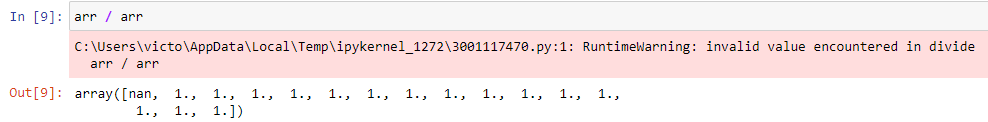 In [9]: arr / arr
C:\Users\victo\AppData\Local\Temp\ipykernel_1272\3001117470.py:1: RuntimeWarning: invalid value encountered in divide
  arr / arr
Out[9]: array([nan,  1.,  1.,  1.,  1.,  1.,  1.,  1.,  1.,  1.,  1.,  1.,  1.,
        1.,  1.,  1.])